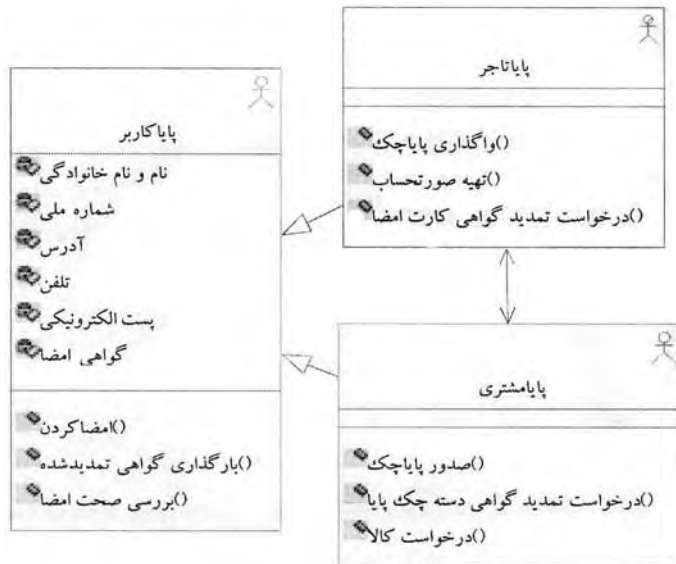 پایاتاجر
واگذاری پایاچک()
تهیه صورتحساب()
درخواست تمدید گواهی کارت امضا()
پایاکاربر
نام و نام خانوادگی
شماره ملی
آدرس
تلفن
پست الکترونیکی
گواهی امضا
امضاکردن()
بارگذاری گواهی تمدیدشده()
بررسی صحت امضا()
پایامشتری
صدور پایاچک()
درخواست تمدید گواهی دسته چک پایا()
درخواست کالا()